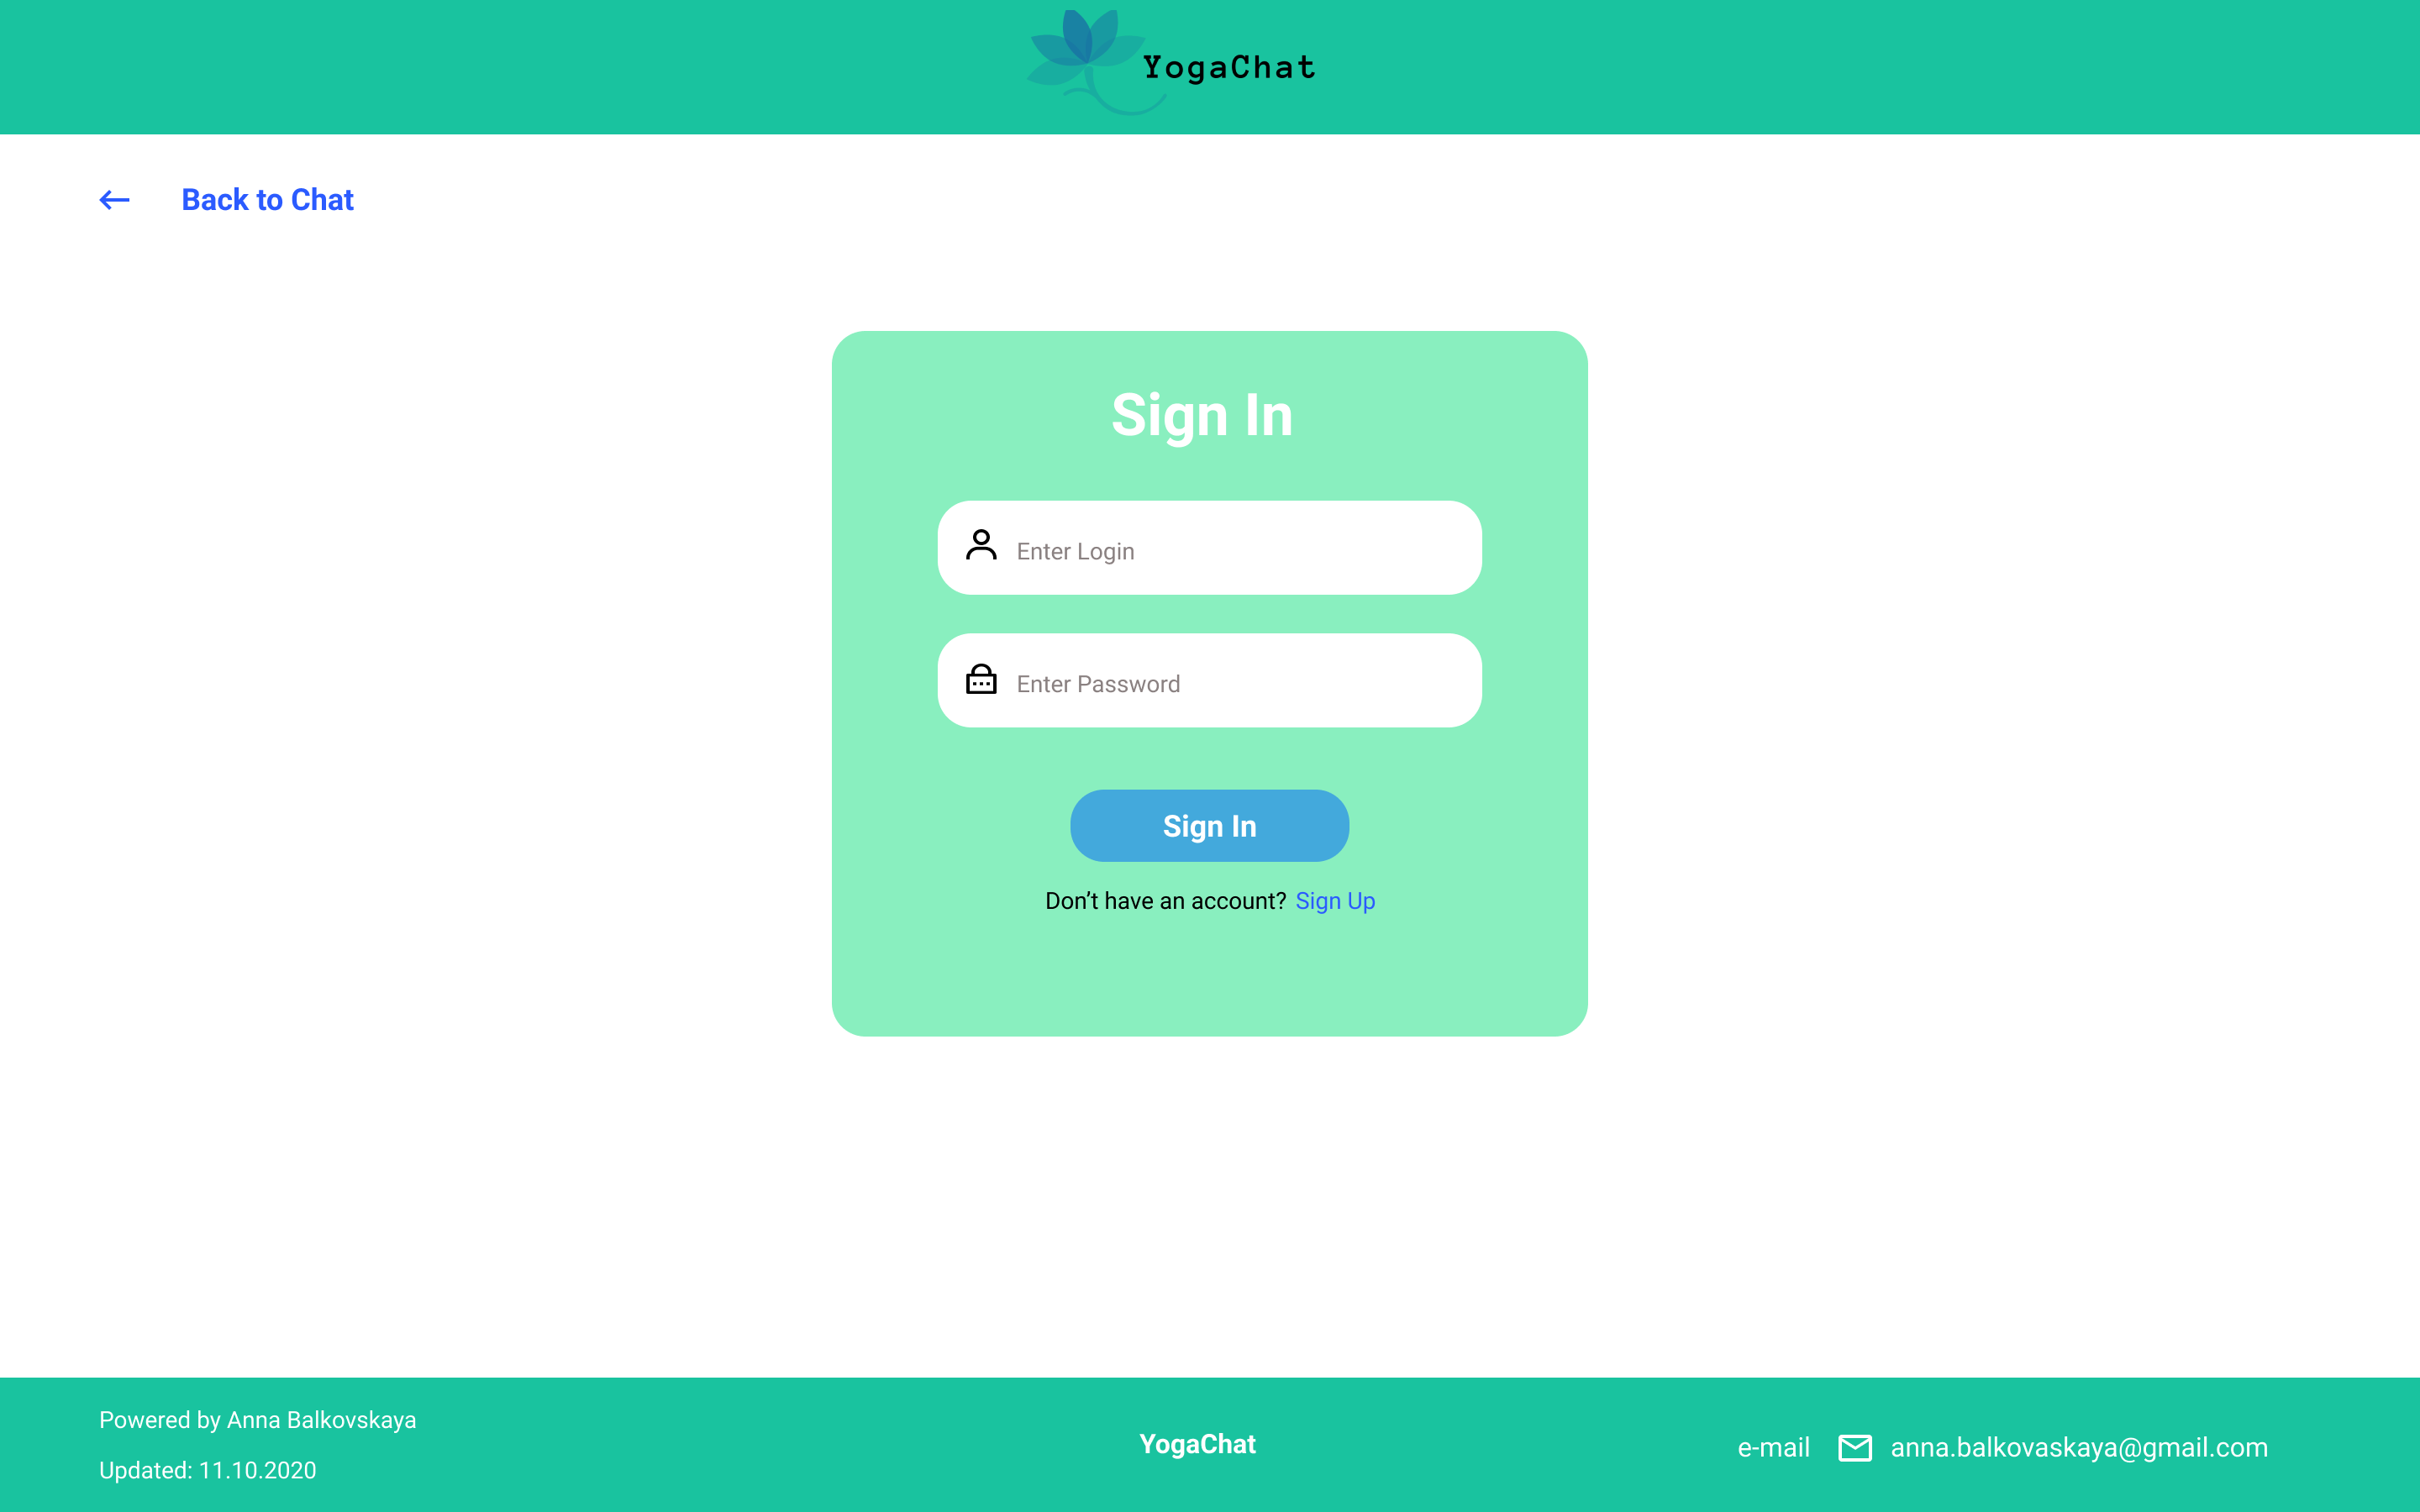 YogaChat
Back to Chat
Sign In
Enter Login
Enter Password
Sign In
Don’t have an account? Sign Up
Powered by Anna Balkovskaya
Updated: 11.10.2020
YogaChat
e-mail anna.balkovaskaya@gmail.com